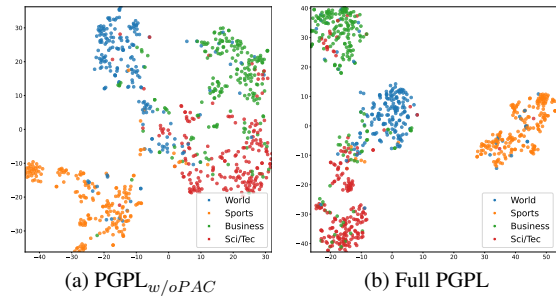 30
20
10
0
−10
−20
−30
−40 −30 −20 −10 0 10 20 30
World
Sports
Business
Sci/Tec
(a) PGPL w/oPAC
40
30
20
10
0
−10
−20
−30
−40
−20 −10 0 10 20 30 40 50
World
Sports
Business
Sci/Tec
(b) Full PGPL